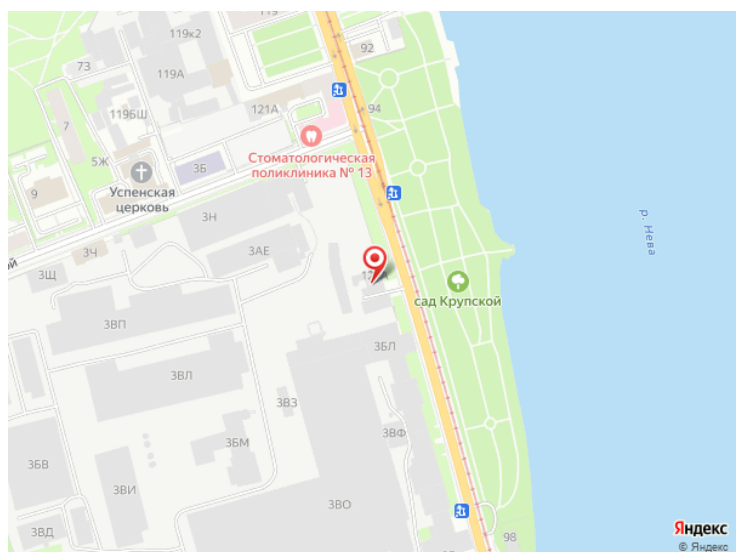 119
119к2
92
73
119А
94
121А
119БШ
7
Стоматологическая
поликлиника № 13
5Ж
3Б
9
Успенская
церковь
3Н
3Ч
3АЕ
3Щ
р. Нева
сад Крупской
3ВП
3БЛ
3ВЛ
3ВЗ
3ВФ
3БМ
3БВ
3ВИ
3ВО
3ВД
98
Яндекс
© Яндекс